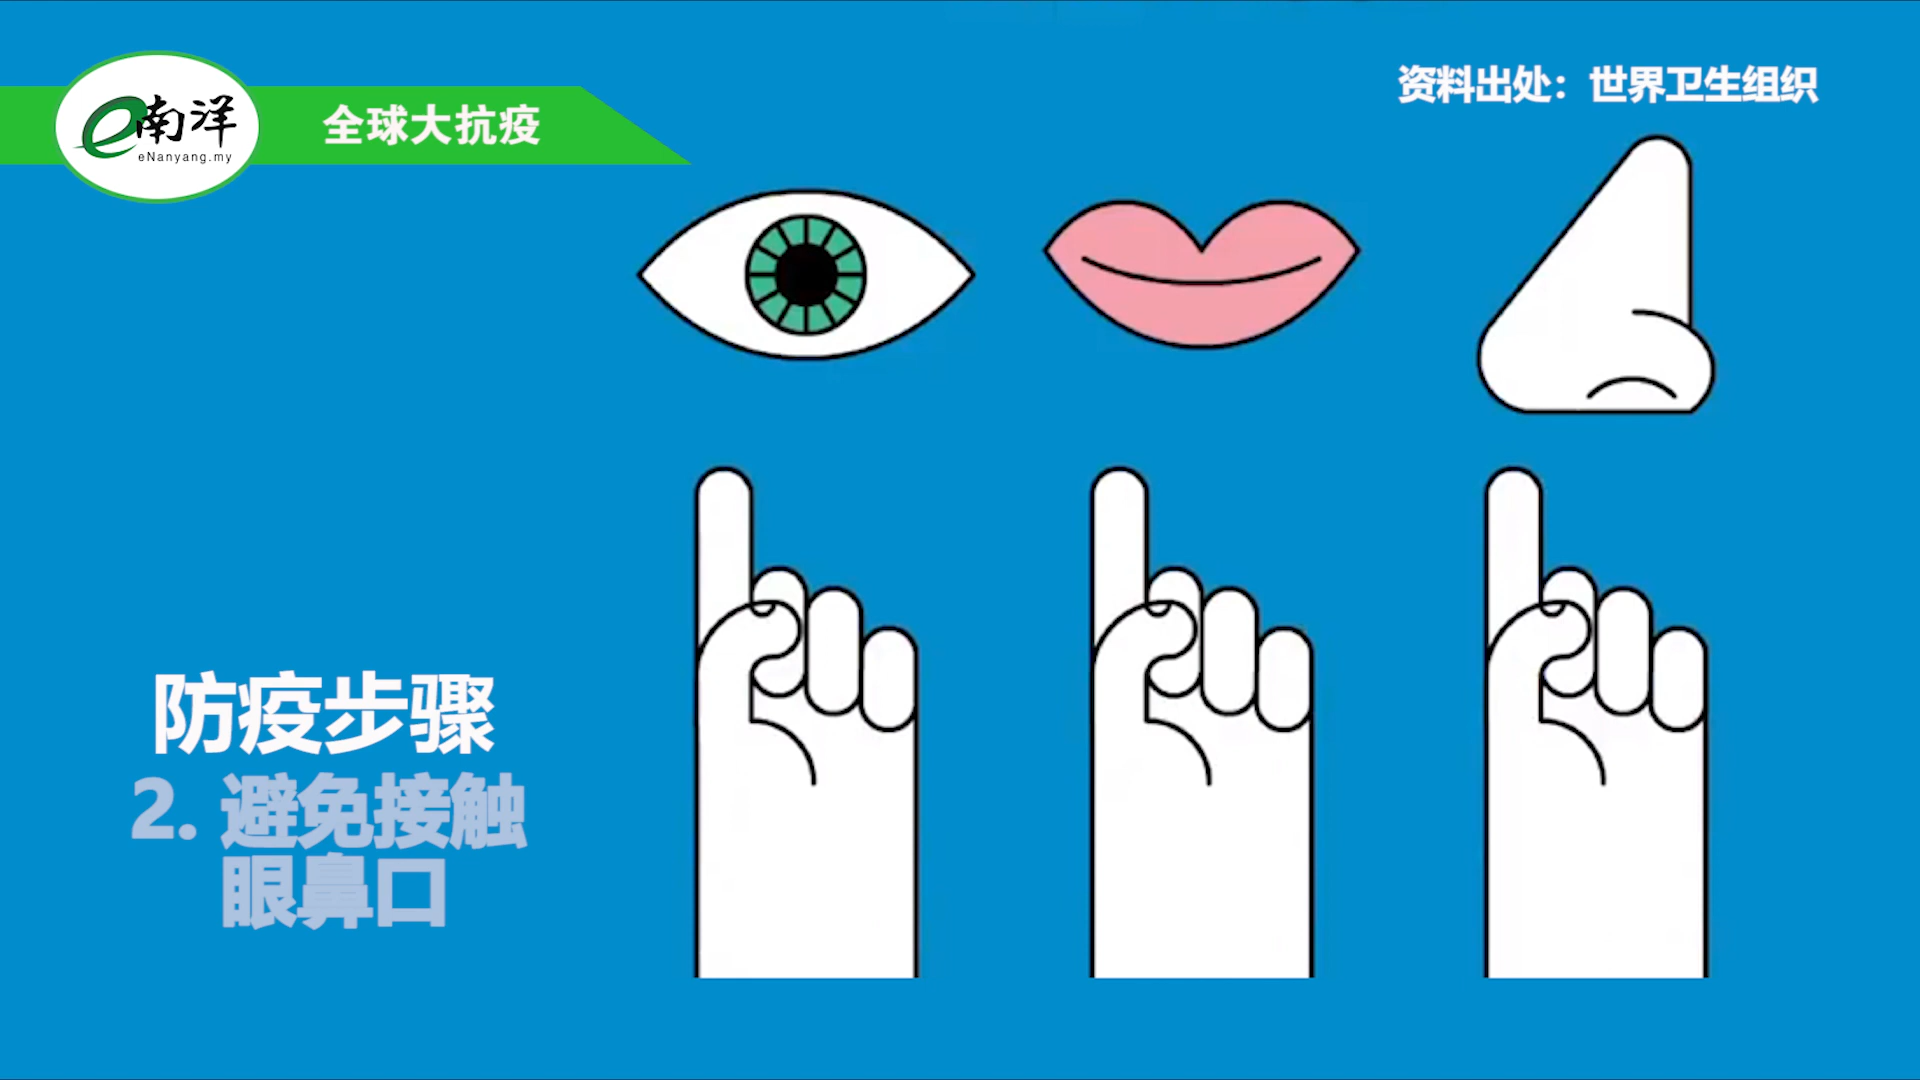 e南洋
eNanyang.my
全球大抗疫
资料出处：世界卫生组织
防疫步骤
2. 避免接触
眼鼻口